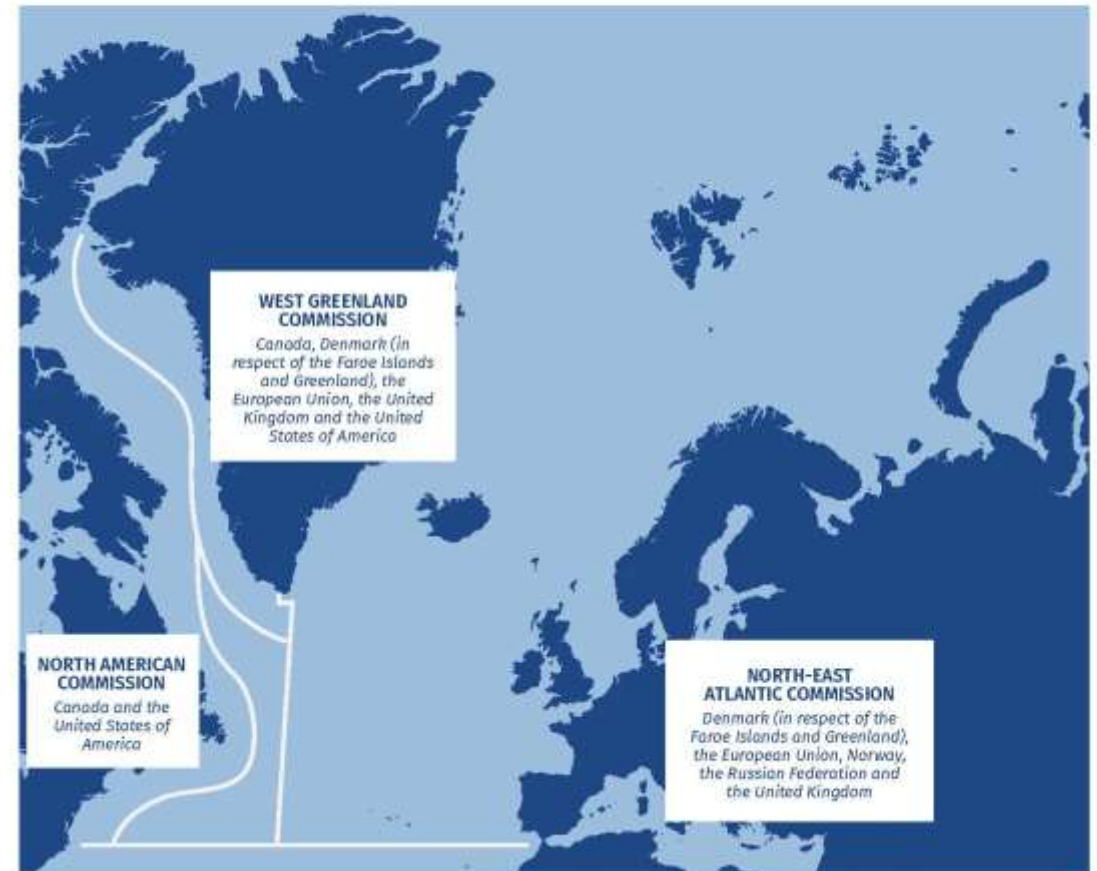 WEST GREENLAND
COMMISSION
Canada, Denmark (in
respect of the Faroe Islands
and Greenland), the
European Union, the United
Kingdom and the United
States of America
NORTH AMERICAN
COMMISSION
Canada and the
United States of
America
NORTH-EAST
ATLANTIC COMMISSION
Denmark (in respect of the
Faroe Islands and Greenland),
the European Union, Norway,
the Russian Federation and
the United Kingdom